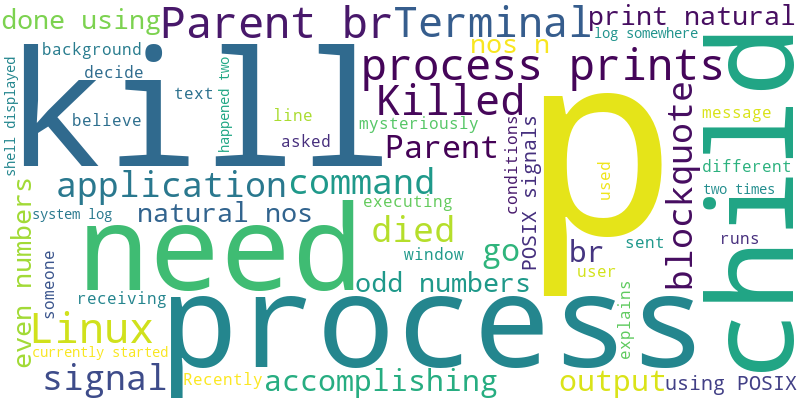 done using
Parent br
Terminal
print natural
log somewhere
background
nos n
shell displayed
decide
happened two
kill
process prints
p
child
text
Killed
believe
line
mysteriously
message
asked
Parent
conditions
POSIX signals
blockquote
used
different
application
command
two times
even numbers
system log
natural nos
executing
need
died
go
br
sent
runs
someone
window
user
receiving
odd numbers
process
explains
Linux
currently started
signal
Recently
accomplishing
output
using POSIX